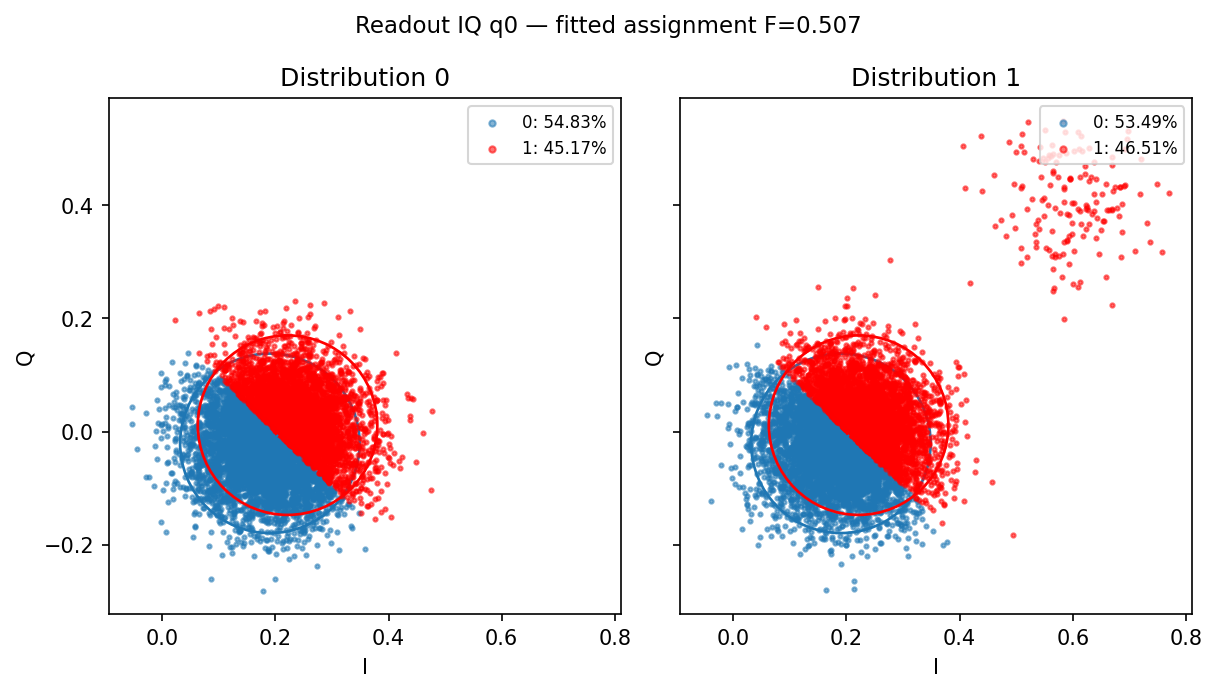 Readout IQ q0 — fitted assignment F=0.507
Distribution 0
Distribution 1
0: 54.83%
1: 45.17%
0: 53.49%
1: 46.51%
Q
0.4
0.2
0.0
−0.2
0.0 0.2 0.4 0.6 0.8
I
Q
0.0 0.2 0.4 0.6 0.8
I